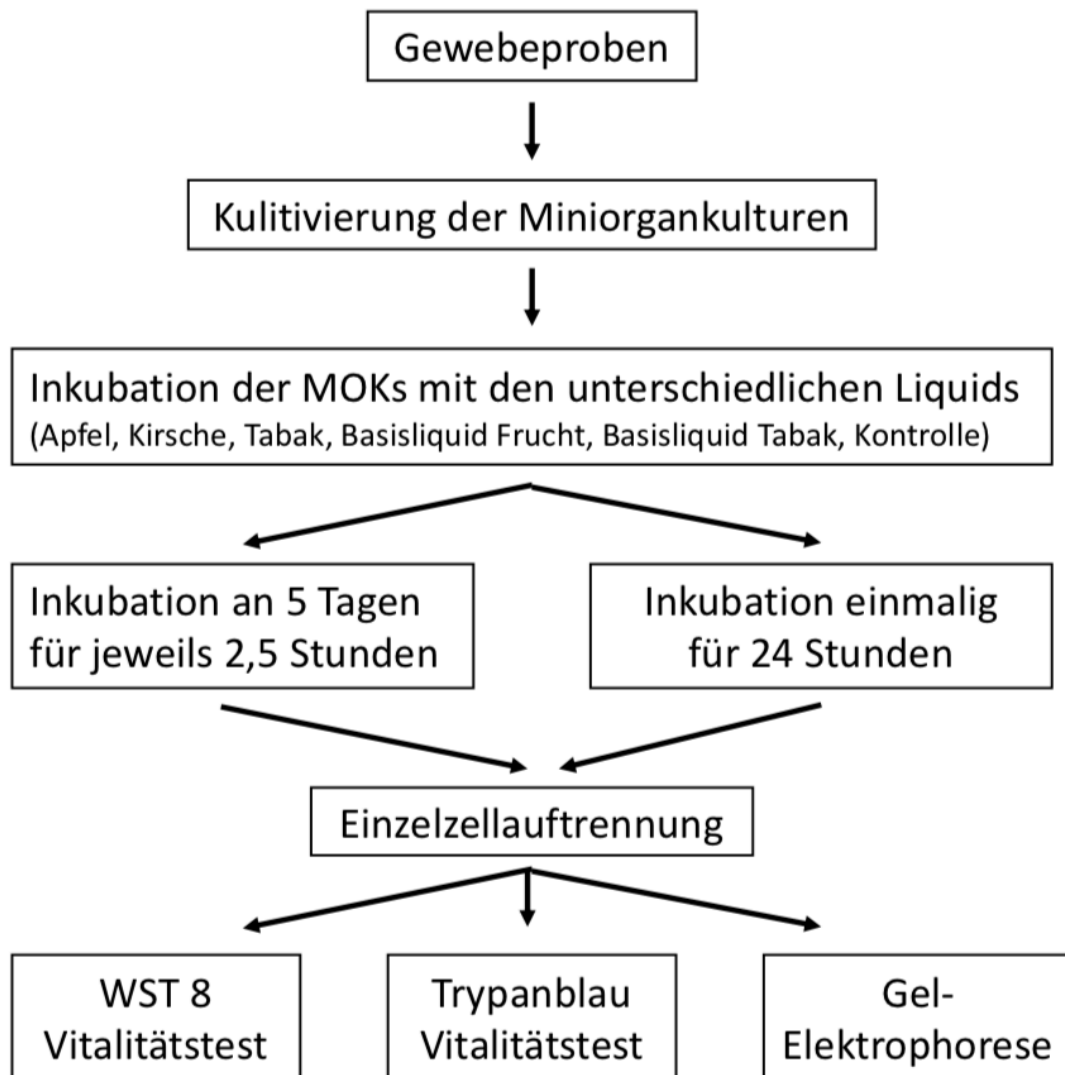 Gewebeproben
Kulitivierung der Miniorgankulturen
Inkubation der MOKs mit den unterschiedlichen Liquids
(Apfel, Kirsche, Tabak, Basisliquid Frucht, Basisliquid Tabak, Kontrolle)
Inkubation an 5 Tagen
für jeweils 2,5 Stunden
Inkubation einmalig
für 24 Stunden
Einzelzellauftrennung
WST 8
Vitalitätstest
Trypanblau
Vitalitätstest
Gel-
Elektrophorese